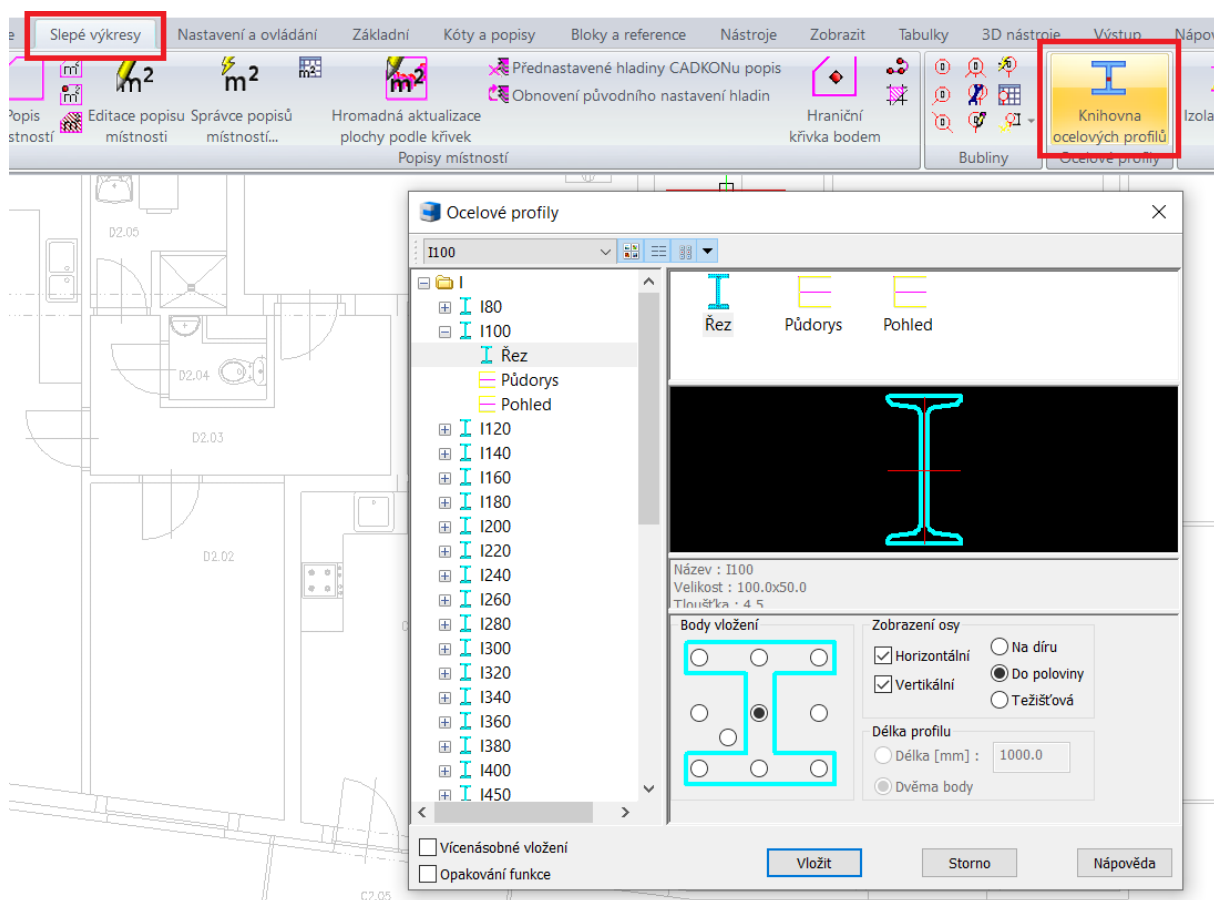 Slepé výkresy Nastavení a ovládání Základní Kóty a popisy Bloky a reference Nástroje Zobrazit Tabulky 3D nástroje Výstup
Přednastavené hladiny CADKONu popis
Obnovení původního nastavení hladin
Popis
Editace popisu
místnosti
Správce popisů
místností...
Hromadná aktualizace
plochy podle křivek
Hraniční
křivka bodem
Knihovna
ocelových profilů
Popisy místností
Bubliny
Ocelové profily
D2.05
D2.04
D2.03
D2.02
C2.05
Ocelové profily
I100
I
I80
I100
Řez
Půdorys
Pohled
I120
I140
I160
I180
I200
I220
I240
I260
I280
I300
I320
I340
I360
I380
I400
I450
Řez Půdorys Pohled
Název : I100
Velikost : 100.0x50.0
Tloušťka : 4.5
Body vložení
Zobrazení osy
Horizontální
Vertikální
Na díru
Do poloviny
Težišťová
Délka profilu
Délka [mm] : 1000.0
Dvěma body
Vícenásobné vložení
Opakování funkce
Vložit Storno Nápověda